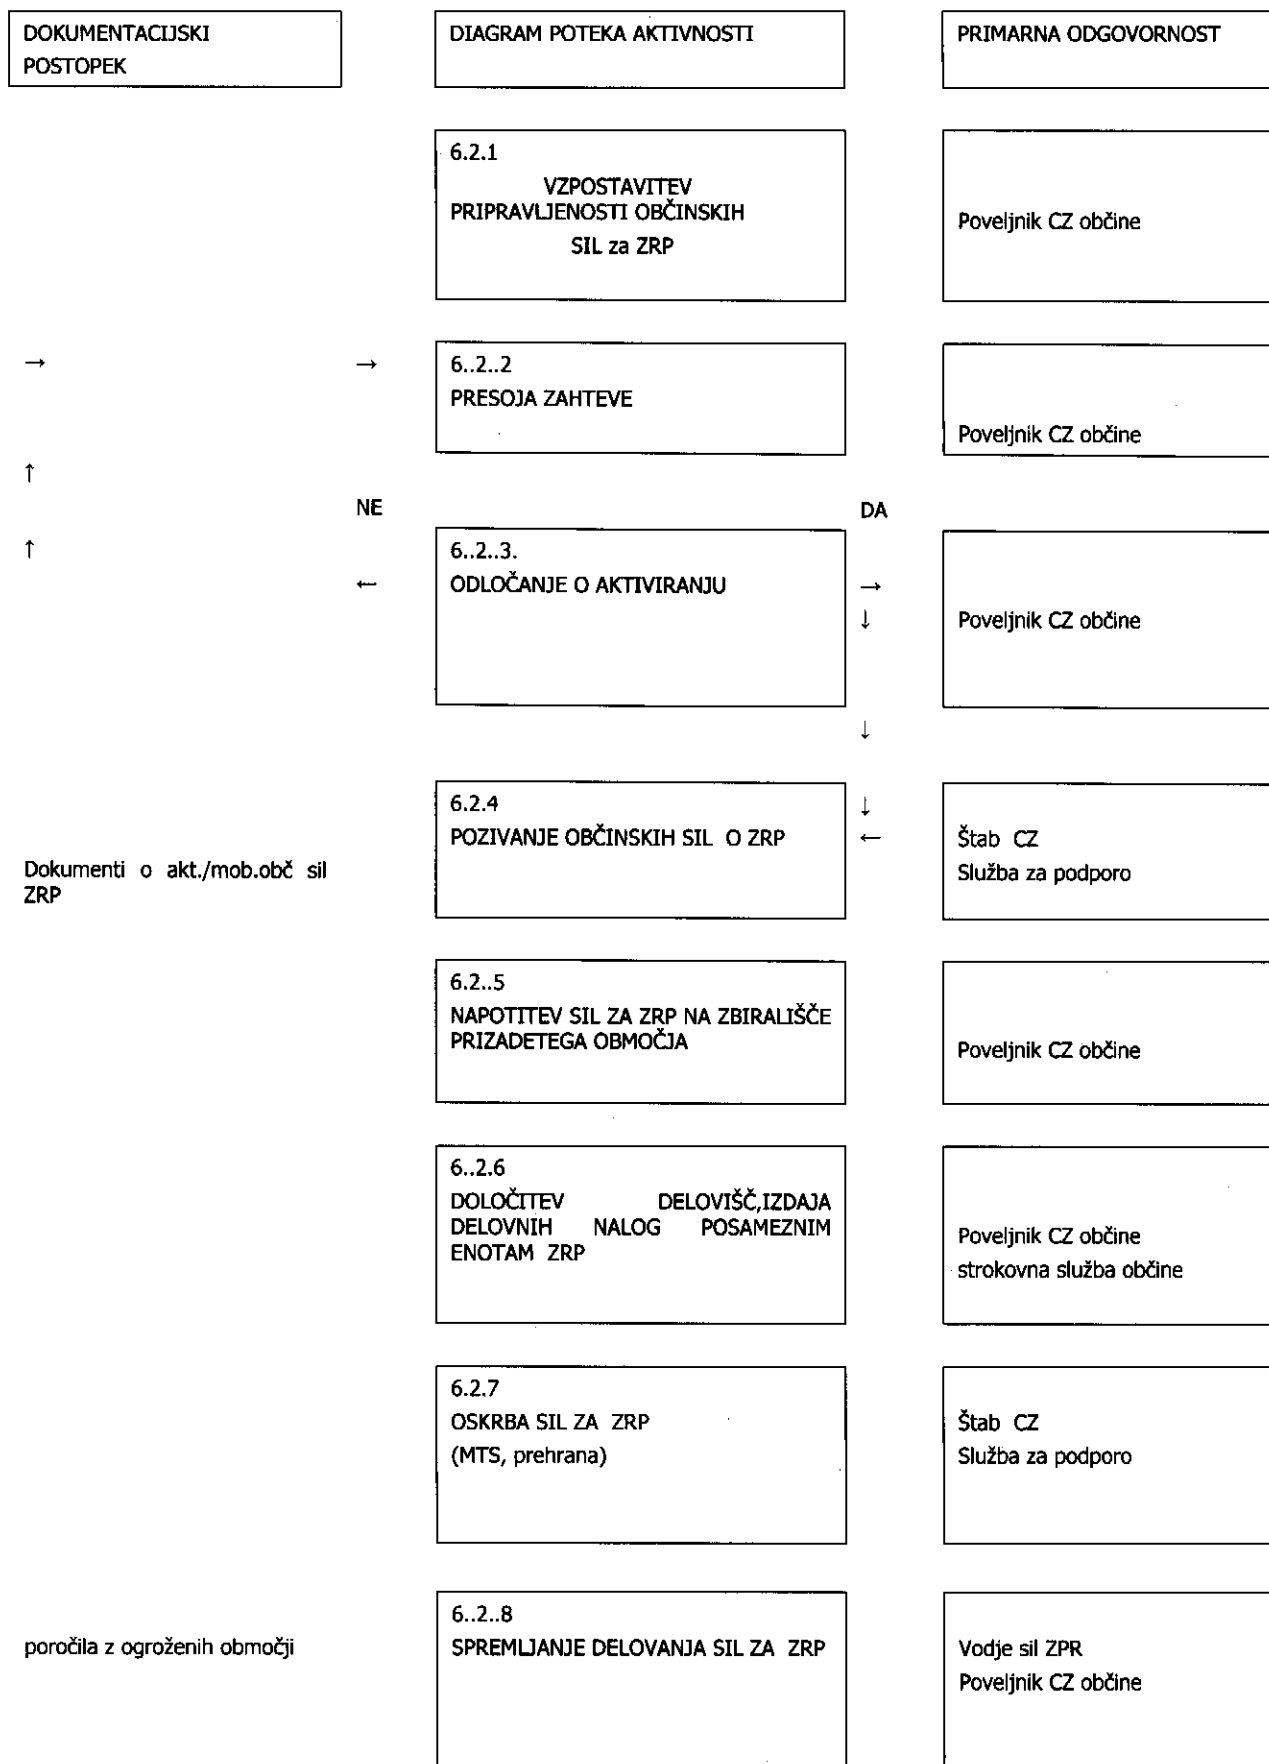 DOKUMENTACIJSKI
POSTOPEK
DIAGRAM POTEKA AKTIVNOSTI
PRIMARNA ODGOVORNOST
6.2.1
VZPOSTAVITEV
PRIPRAVLJENOSTI OBČINSKIH
SIL za ZRP
Poveljnik CZ občine
→ →
6..2..2
PRESOJA ZAHTEVE
Poveljnik CZ občine
↑
NE
DA
↑
6..2..3.
← ODLOČANJE O AKTIVIRANJU →
↓
Poveljnik CZ občine
↓
6.2.4
↓
POZIVANJE OBČINSKIH SIL O ZRP ←
Dokumenti o akt./mob.obč sil
ZRP
Štab CZ
Služba za podporo
6.2..5
NAPOTITEV SIL ZA ZRP NA ZBIRALIŠČE
PRIZADETEGA OBMOČJA
Poveljnik CZ občine
6..2.6
DOLOČITEV DELOVIŠČ,IZDAJA
DELOVNIH NALOG POSAMEZNIM
ENOTAM ZRP
Poveljnik CZ občine
strokovna služba občine
6.2.7
OSKRBA SIL ZA ZRP
(MTS, prehrana)
Štab CZ
Služba za podporo
6..2..8
poročila z ogroženih območji
SPREMLJANJE DELOVANJA SIL ZA ZRP
Vodje sil ZPR
Poveljnik CZ občine